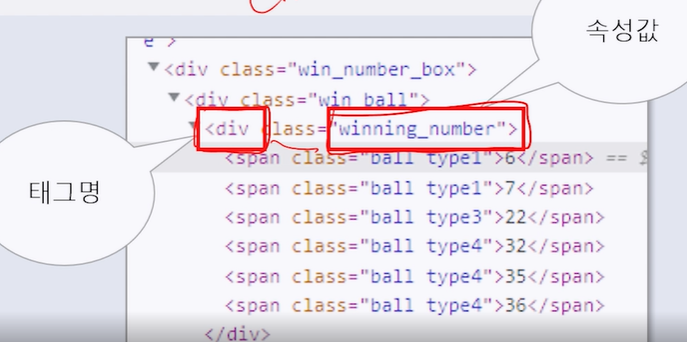 속성값
e >
▼<div class="win_number_box">
▼<div class="win_ball">
▼<div class="winning_number">
<span class="ball type1">6</span> == $
<span class="ball type1">7</span>
<span class="ball type3">22</span>
<span class="ball type4">32</span>
<span class="ball type4">35</span>
<span class="ball type4">36</span>
</div>
태그명